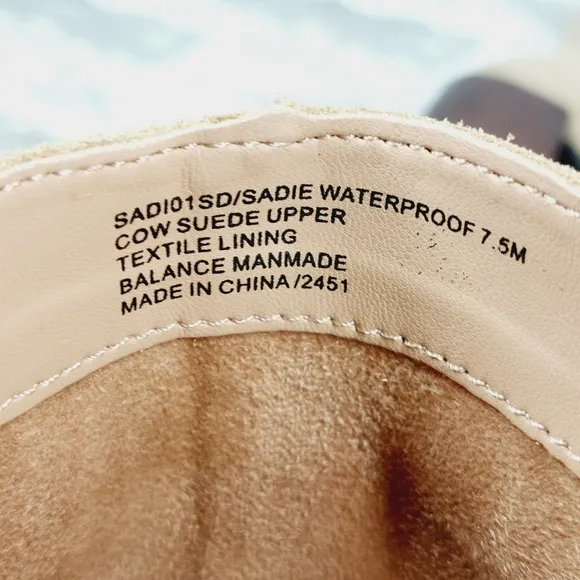 SADI01SD/SADIE WATERPROOF 7.5M
COW SUEDE UPPER
TEXTILE LINING
BALANCE MANMADE
MADE IN CHINA /2451